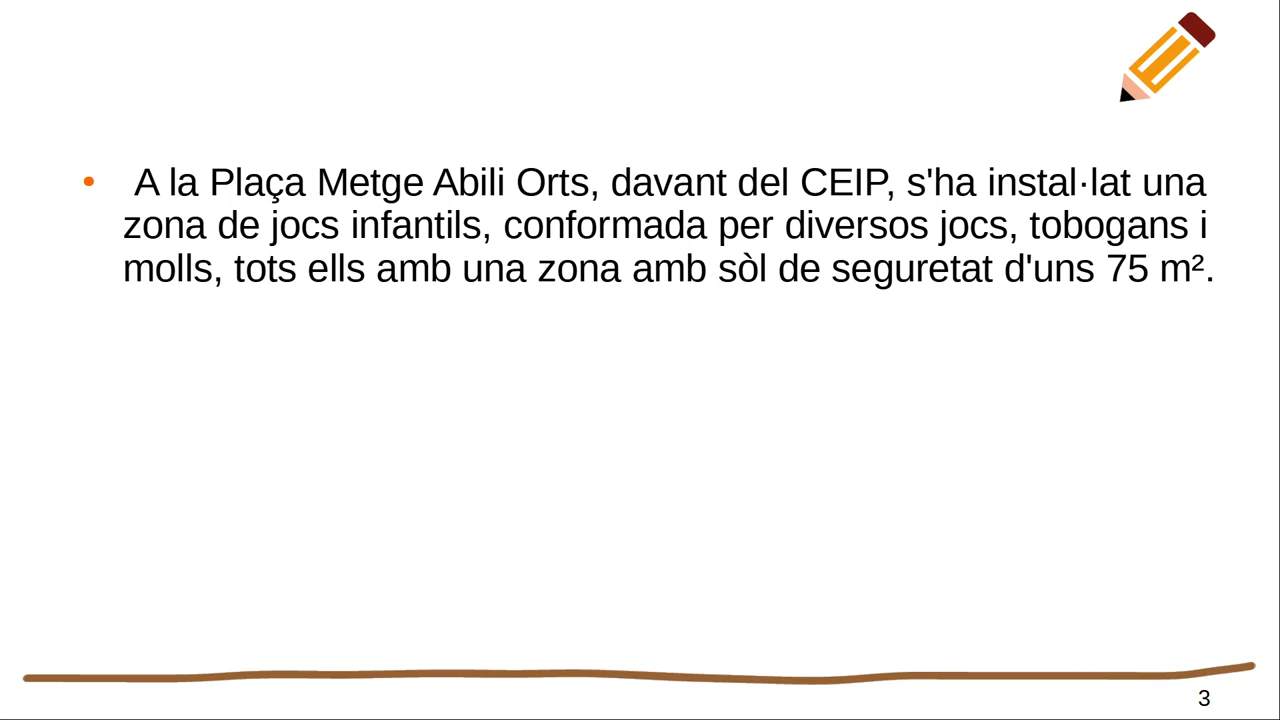 • A la Plaça Metge Abili Orts, davant del CEIP, s'ha instal·lat una
zona de jocs infantils, conformada per diversos jocs, tobogans i
molls, tots ells amb una zona amb sòl de seguretat d'uns 75 m².
3